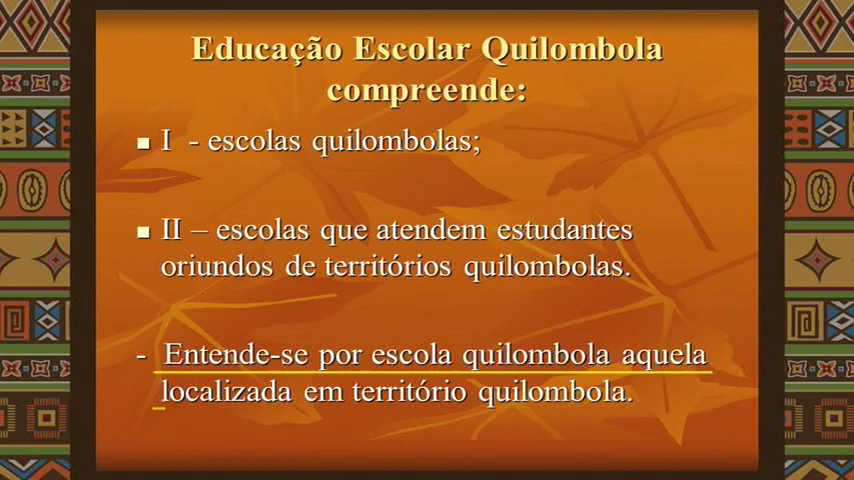 Educação Escolar Quilombola
compreende:
I - escolas quilombolas;
II – escolas que atendem estudantes
oriundos de territórios quilombolas.
- Entende-se por escola quilombola aquela
localizada em território quilombola.